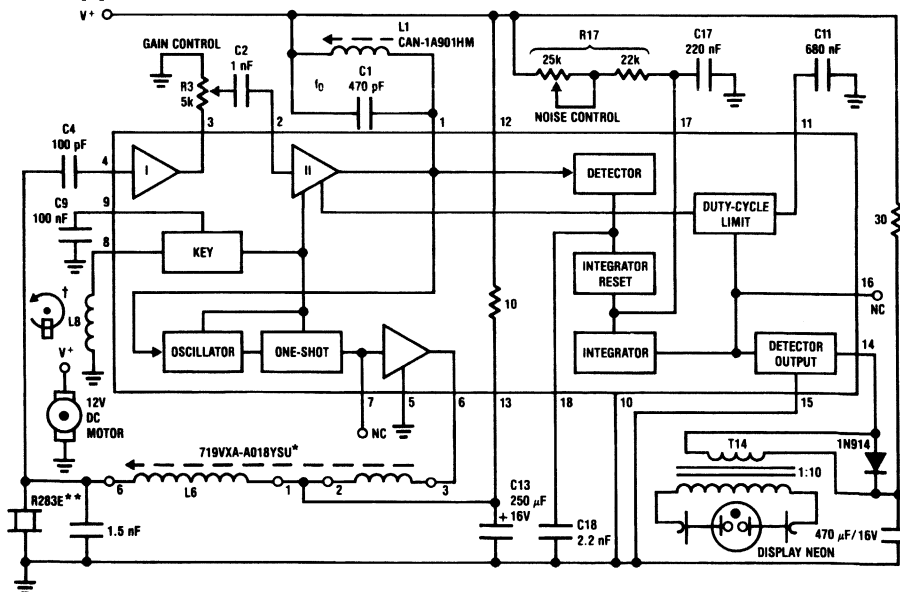 V+
L1
CAN-1A901HM
GAIN CONTROL
C2
1 nF
R3
5k
f0
C1
470 pF
R17
25k
22k
NOISE CONTROL
C17
220 nF
C11
680 nF
3
2
1
12
17
11
C4
100 pF
4
I
II
DETECTOR
DUTY-CYCLE
LIMIT
30
C9
100 nF
9
8
KEY
INTEGRATOR
RESET
16
NC
†
L8
10
OSCILLATOR
ONE-SHOT
INTEGRATOR
DETECTOR
OUTPUT
14
V+
12V
DC
MOTOR
7
5
6
13
18
10
15
NC
719VXA-A018YSU*
T14
1N914
1:10
6
L6
1
2
3
C13
250 µF
+ 16V
R283E**
1.5 nF
C18
2.2 nF
DISPLAY NEON
470 µF/16V